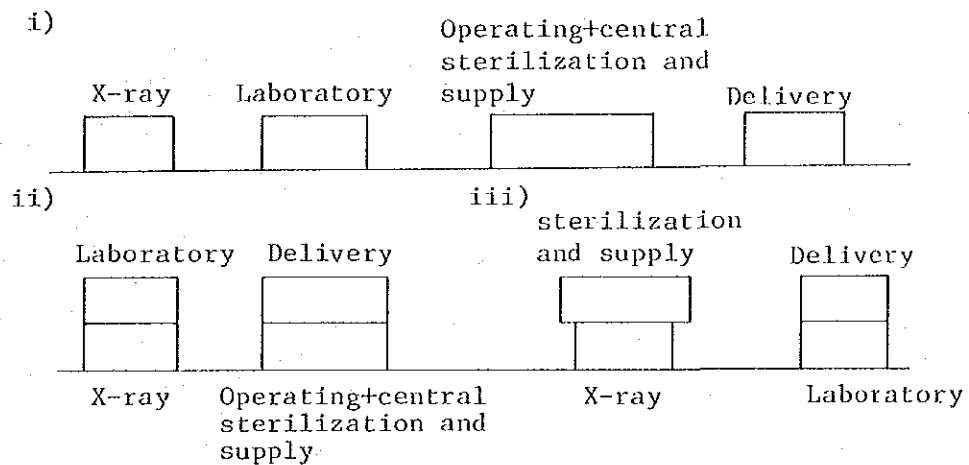 i)
Operating+central
sterilization and
supply
X-ray
Laboratory
Delivery
ii)
iii)
Laboratory
Delivery
sterilization
and supply
Delivery
X-ray
Operating+central
sterilization and
supply
X-ray
Laboratory